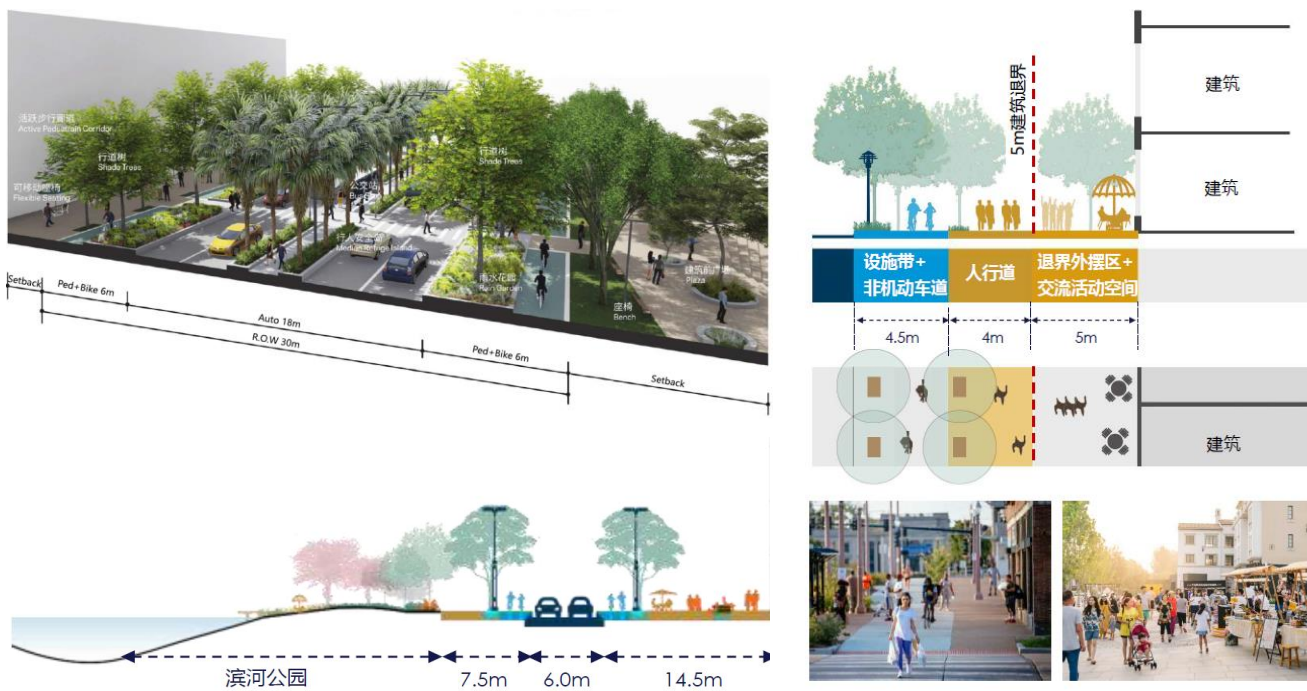 活跃步行廊道
Active Pedestrain Corridor
行道树
Shade Trees
可移动座椅
Flexible Seating
行道树
Shade Trees
公交站
行人安全岛
Median Refuge Island
雨水花园
Rain Garden
座椅
Bench
建筑前广场
Plaza
Setback
Ped+Bike 6m
Auto 18m
R.O.W 30m
Ped+Bike 6m
Setback
滨河公园
7.5m
6.0m
14.5m
5m建筑退界
建筑
建筑
设施带+
非机动车道
人行道
退界外摆区+
交流活动空间
4.5m
4m
5m
建筑